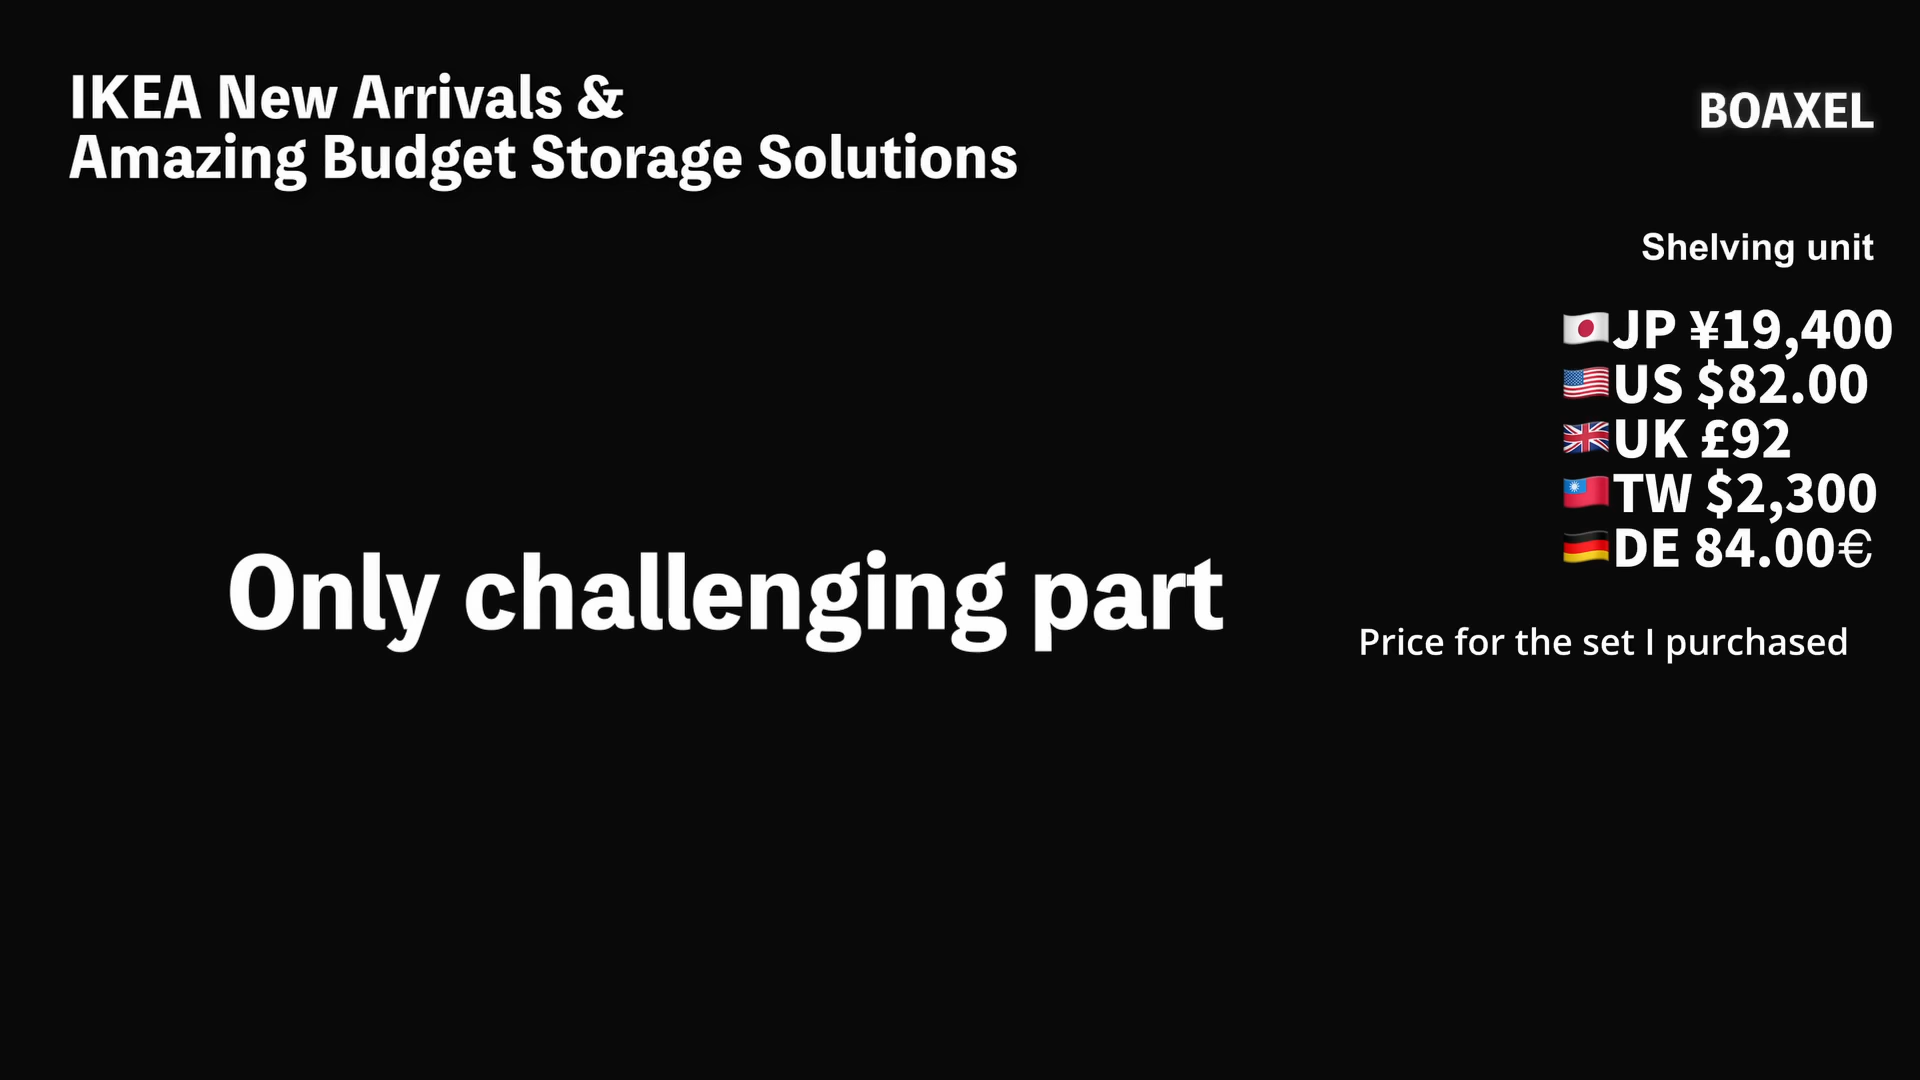 IKEA New Arrivals &
Amazing Budget Storage Solutions
BOAXEL
Shelving unit
🇯🇵JP ¥19,400
🇺🇸US $82.00
🇬🇧UK £92
🇹🇼TW $2,300
🇩🇪DE 84.00€
Only challenging part
Price for the set I purchased